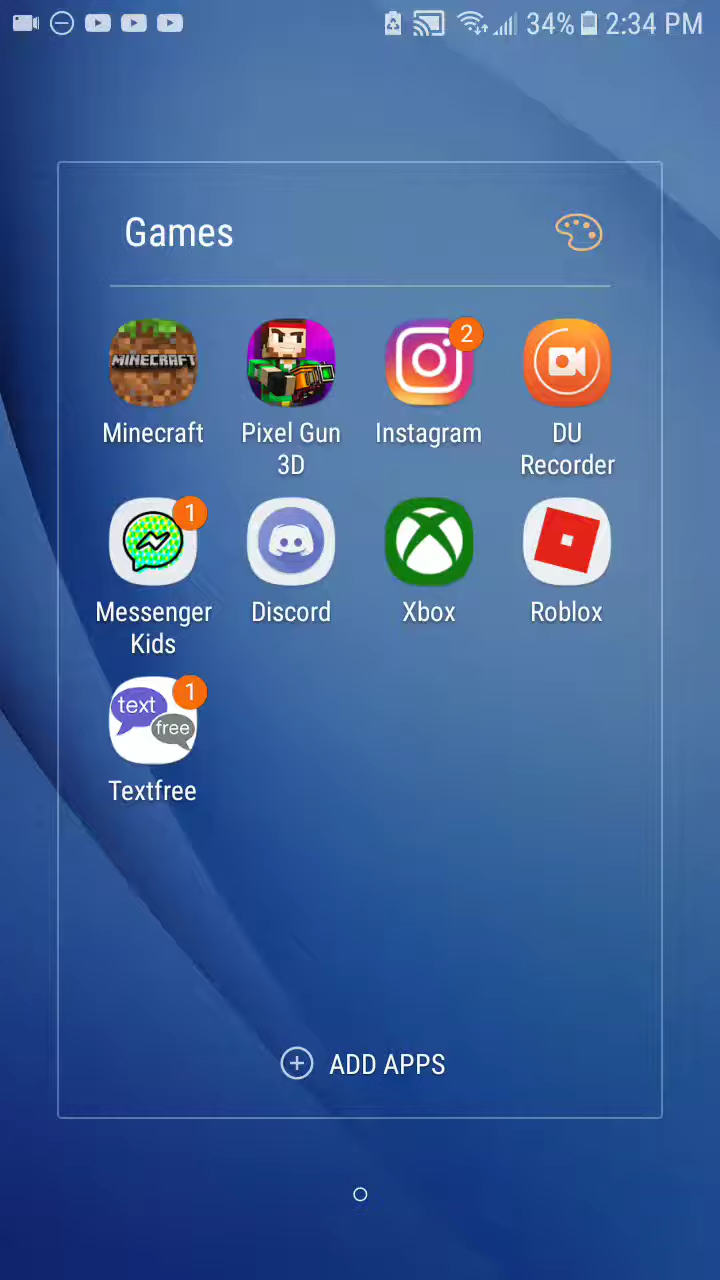 34% 2:34 PM
Games
MINECRAFT
2
Minecraft
Pixel Gun
3D
Instagram
DU
Recorder
1
Messenger
Kids
Discord
Xbox
Roblox
text
free
1
Textfree
ADD APPS